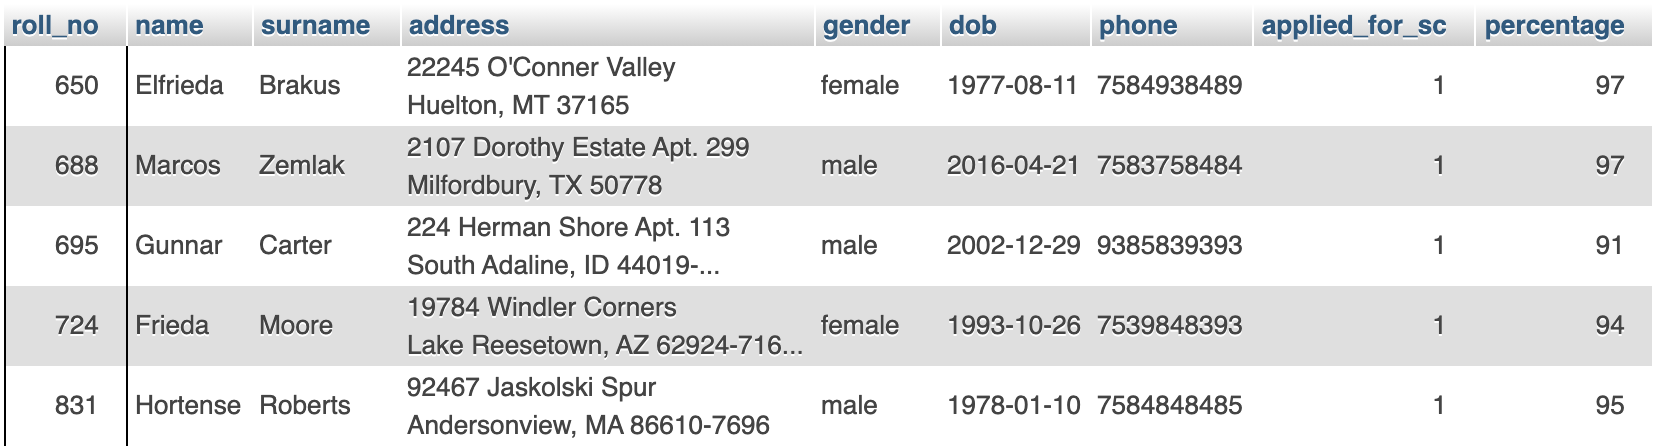 roll_no name surname address gender dob phone applied_for_sc percentage
650 Elfrieda Brakus 22245 O'Conner Valley female 1977-08-11 7584938489 1 97
Huelton, MT 37165
688 Marcos Zemlak 2107 Dorothy Estate Apt. 299 male 2016-04-21 7583758484 1 97
Milfordbury, TX 50778
695 Gunnar Carter 224 Herman Shore Apt. 113 male 2002-12-29 9385839393 1 91
South Adaline, ID 44019-...
724 Frieda Moore 19784 Windler Corners female 1993-10-26 7539848393 1 94
Lake Reesetown, AZ 62924-716...
831 Hortense Roberts 92467 Jaskolski Spur male 1978-01-10 7584848485 1 95
Andersonview, MA 86610-7696